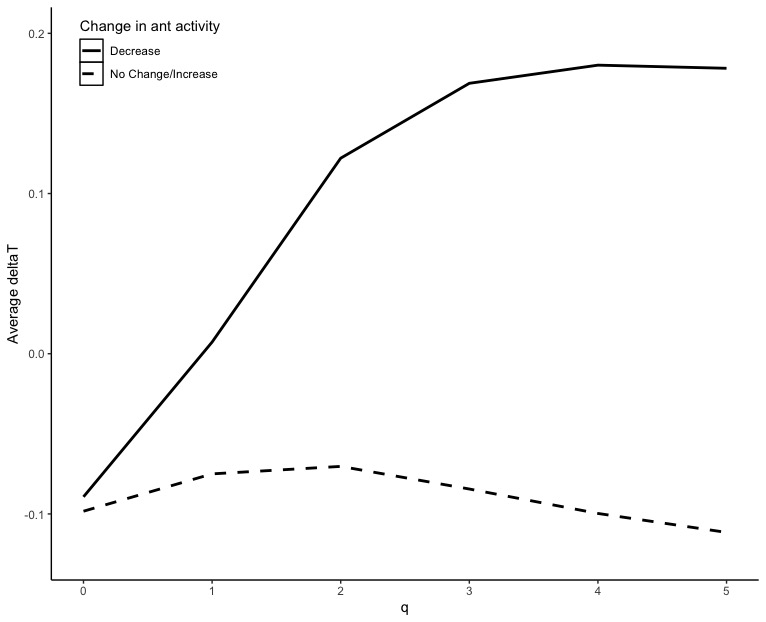 Change in ant activity
Decrease
No Change/Increase
0.2
0.1
0.0
-0.1
Average deltaT
0 1 2 3 4 5
q